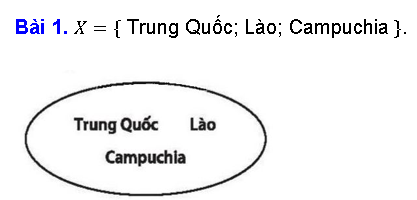 Bài 1. X = { Trung Quốc; Lào; Campuchia }.
Trung Quốc Lào
Campuchia